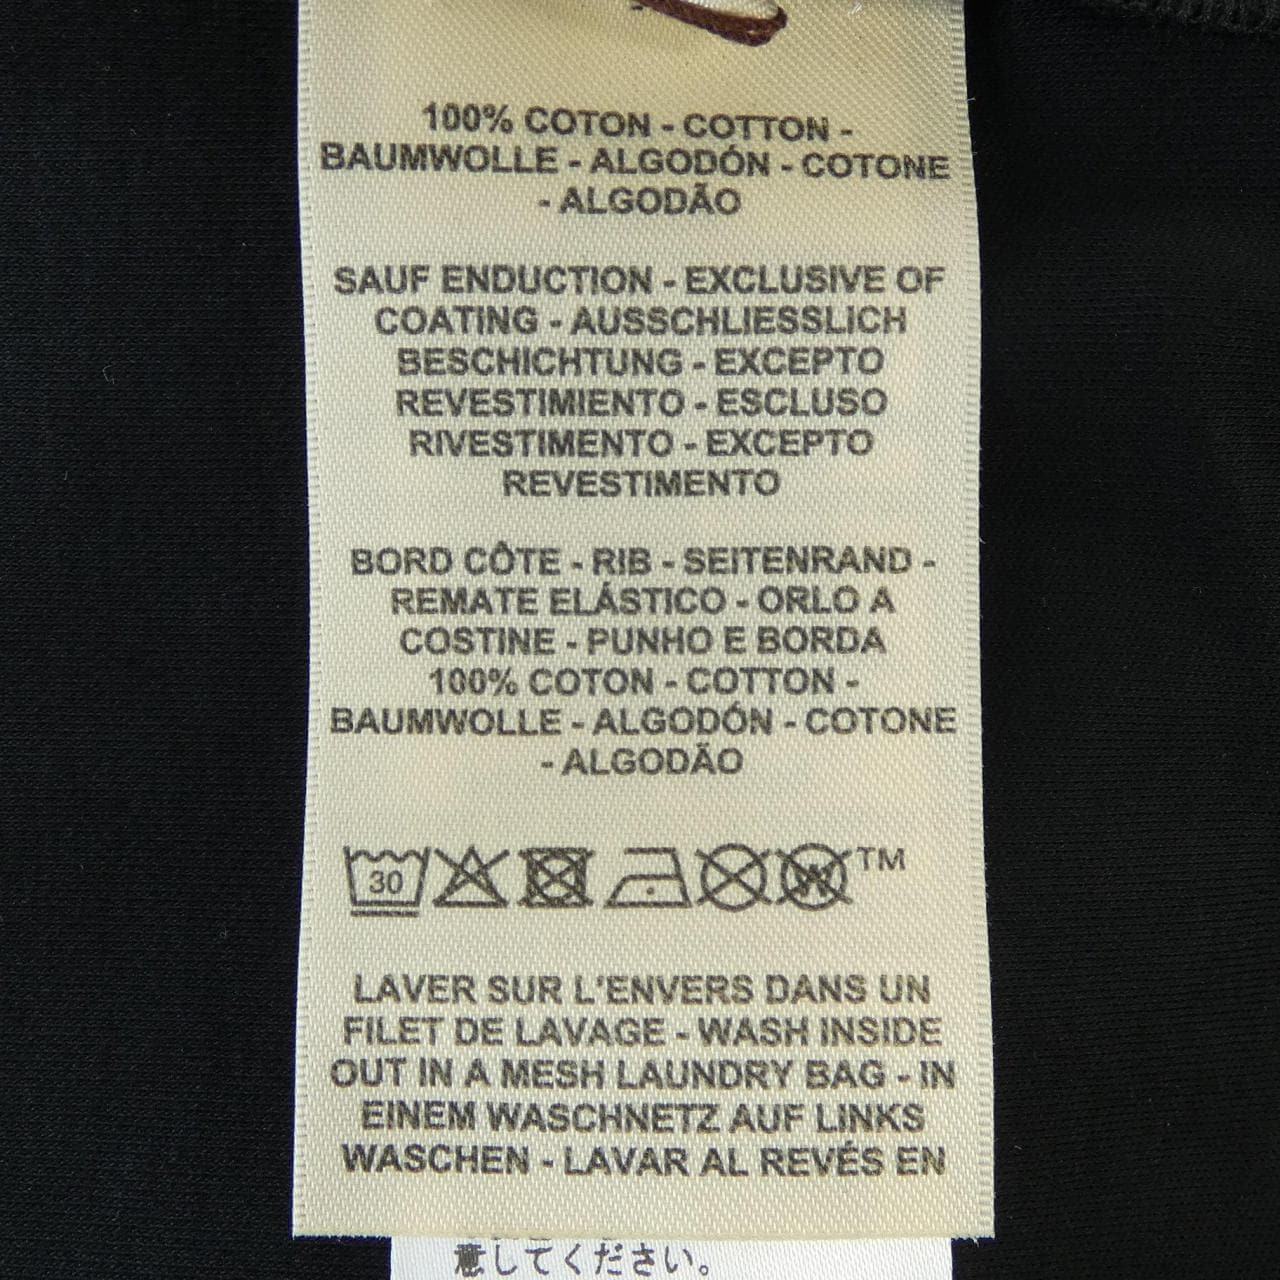 100% COTON - COTTON -
BAUMWOLLE - ALGODÓN - COTONE
- ALGODÃO
SAUF ENDUCTION - EXCLUSIVE OF
COATING - AUSSCHLIESSLICH
BESCHICHTUNG - EXCEPTO
REVESTIMIENTO - ESCLUSO
RIVESTIMENTO - EXCEPTO
REVESTIMENTO
BORD CÔTE - RIB - SEITENRAND -
REMATE ELÁSTICO - ORLO A
COSTINE - PUNHO E BORDA
100% COTON - COTTON -
BAUMWOLLE - ALGODÓN - COTONE
- ALGODÃO
30 W TM
LAVER SUR L'ENVERS DANS UN
FILET DE LAVAGE - WASH INSIDE
OUT IN A MESH LAUNDRY BAG - IN
EINEM WASCHNETZ AUF LINKS
WASCHEN - LAVAR AL REVÉS EN
意してください。